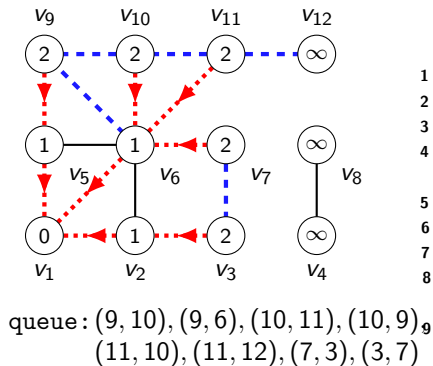 v9 v10 v11 v12
2 2 2 ∞
1
2
3
4
1 1 2 ∞
v5 v6 v7 v8
5
6
7
8
0 1 2 ∞
v1 v2 v3 v4
queue: (9, 10), (9, 6), (10, 11), (10, 9), 9
(11, 10), (11, 12), (7, 3), (3, 7)